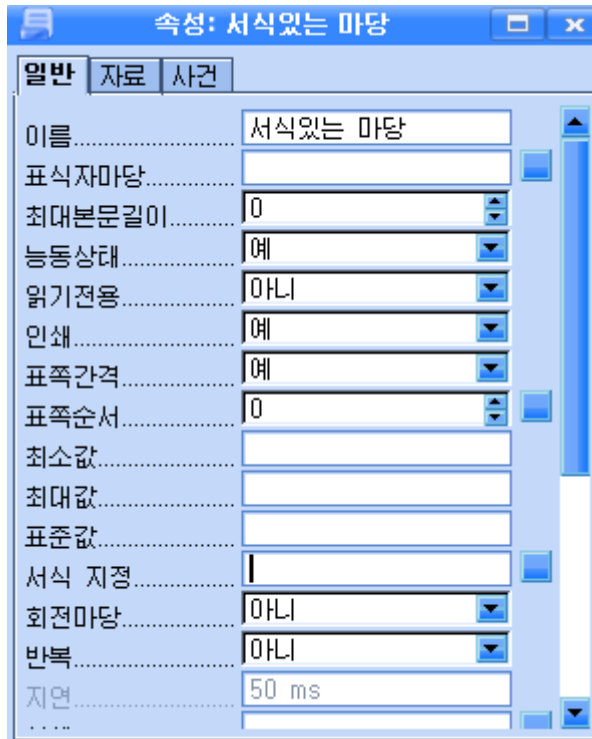 속성: 서식있는 마당
일반 자료 사건
이름 서식있는 마당
표식자마당
최대본문길이 0
능동상태 예
읽기전용 아니
인쇄 예
표쪽간격 예
표쪽순서 0
최소값
최대값
표준값
서식 지정
회전마당 아니
반복 아니
지연 50 ms